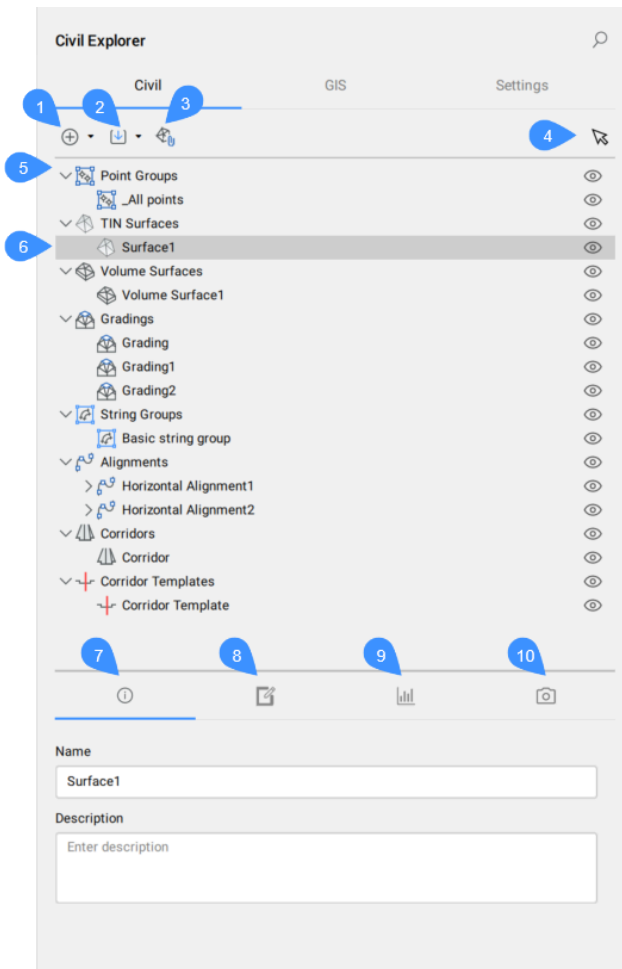 Civil Explorer
Civil GIS Settings
1 2 3
4
5
Point Groups
_All points
TIN Surfaces
6
Surface1
Volume Surfaces
Volume Surface1
Gradings
Grading
Grading1
Grading2
String Groups
Basic string group
Alignments
Horizontal Alignment1
Horizontal Alignment2
Corridors
Corridor
Corridor Templates
Corridor Template
7 8 9 10
Name
Surface1
Description
Enter description